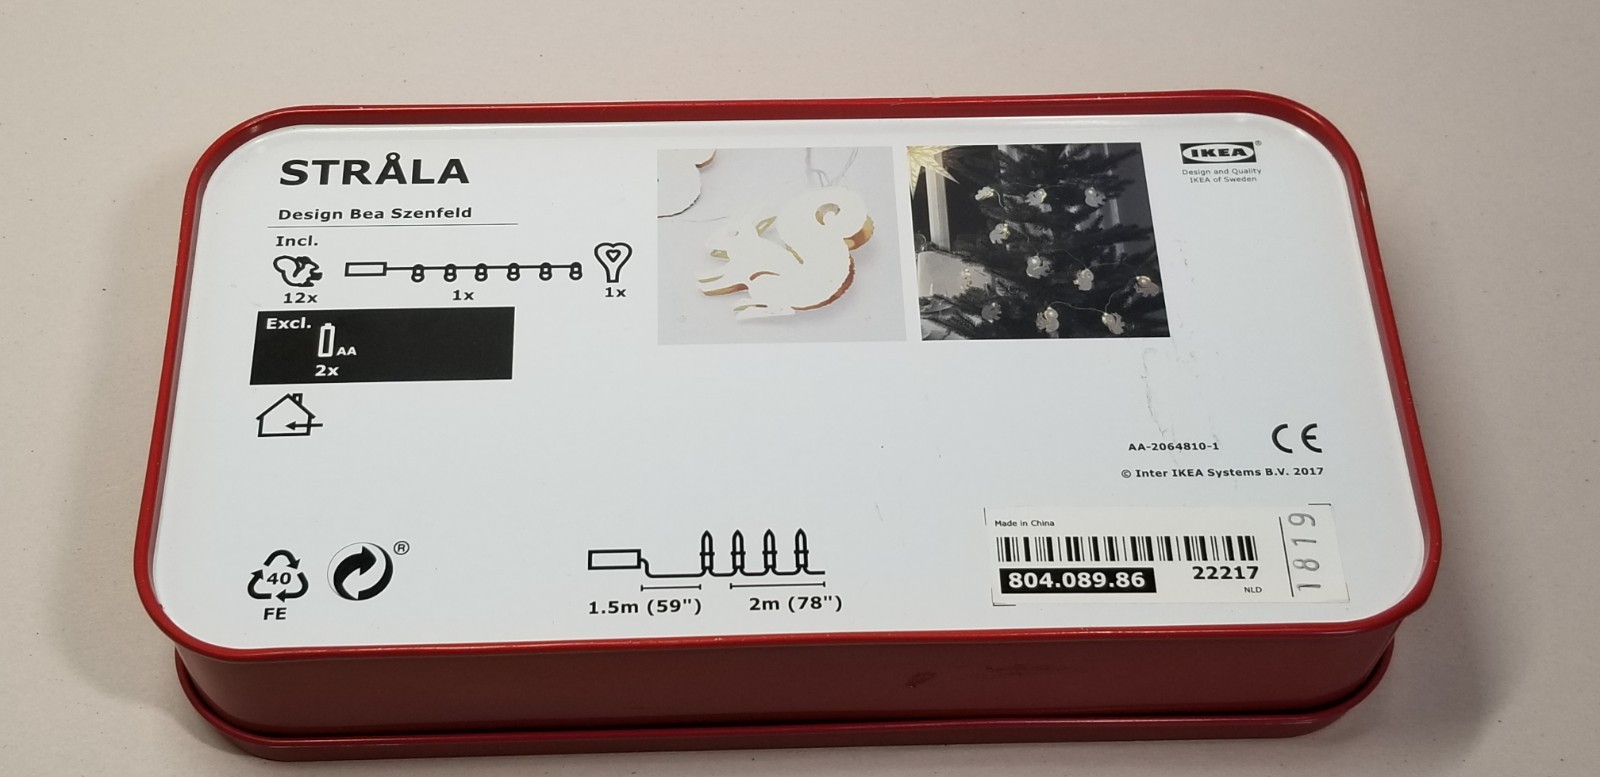 STRÅLA
Design Bea Szenfeld
Incl.
12x
1x
1x
Excl.
AA
2x
IKEA®
Design and Quality
IKEA of Sweden
AA-2064810-1
CE
© Inter IKEA Systems B.V. 2017
40
FE
®
1.5m (59")
2m (78")
Made in China
804.089.86
22217
NLD
1819